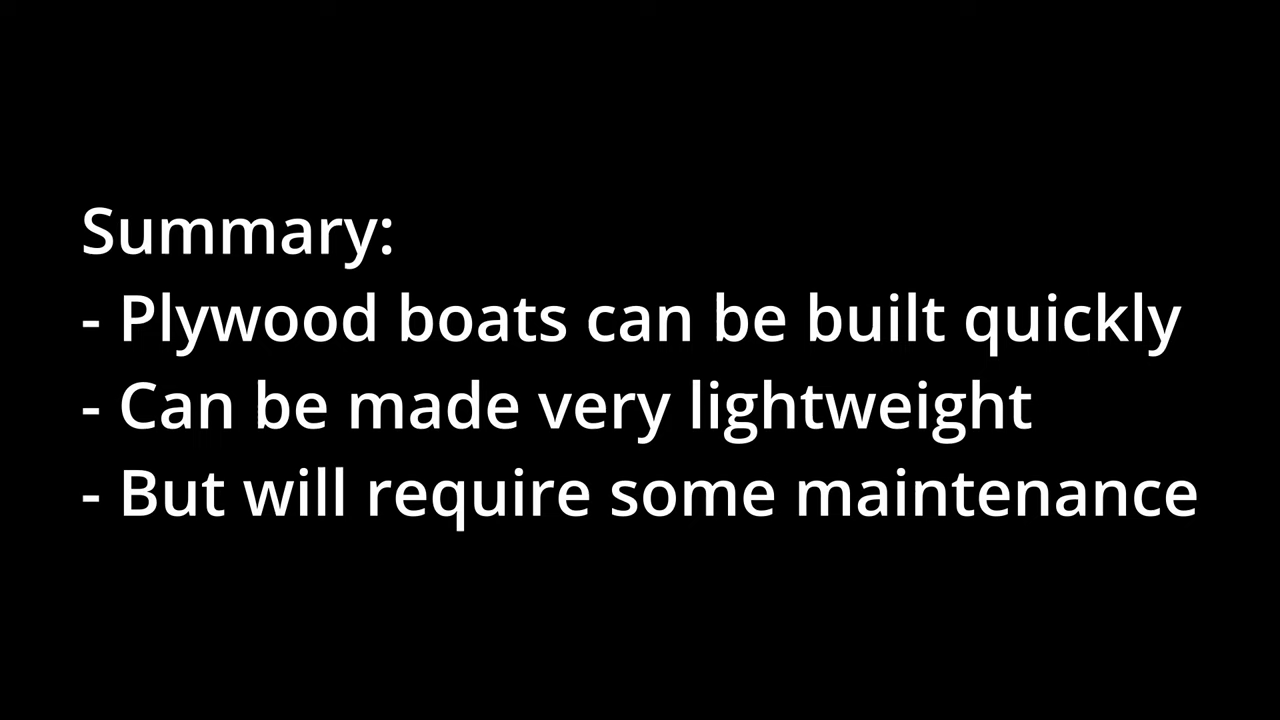 Summary:
- Plywood boats can be built quickly
- Can be made very lightweight
- But will require some maintenance